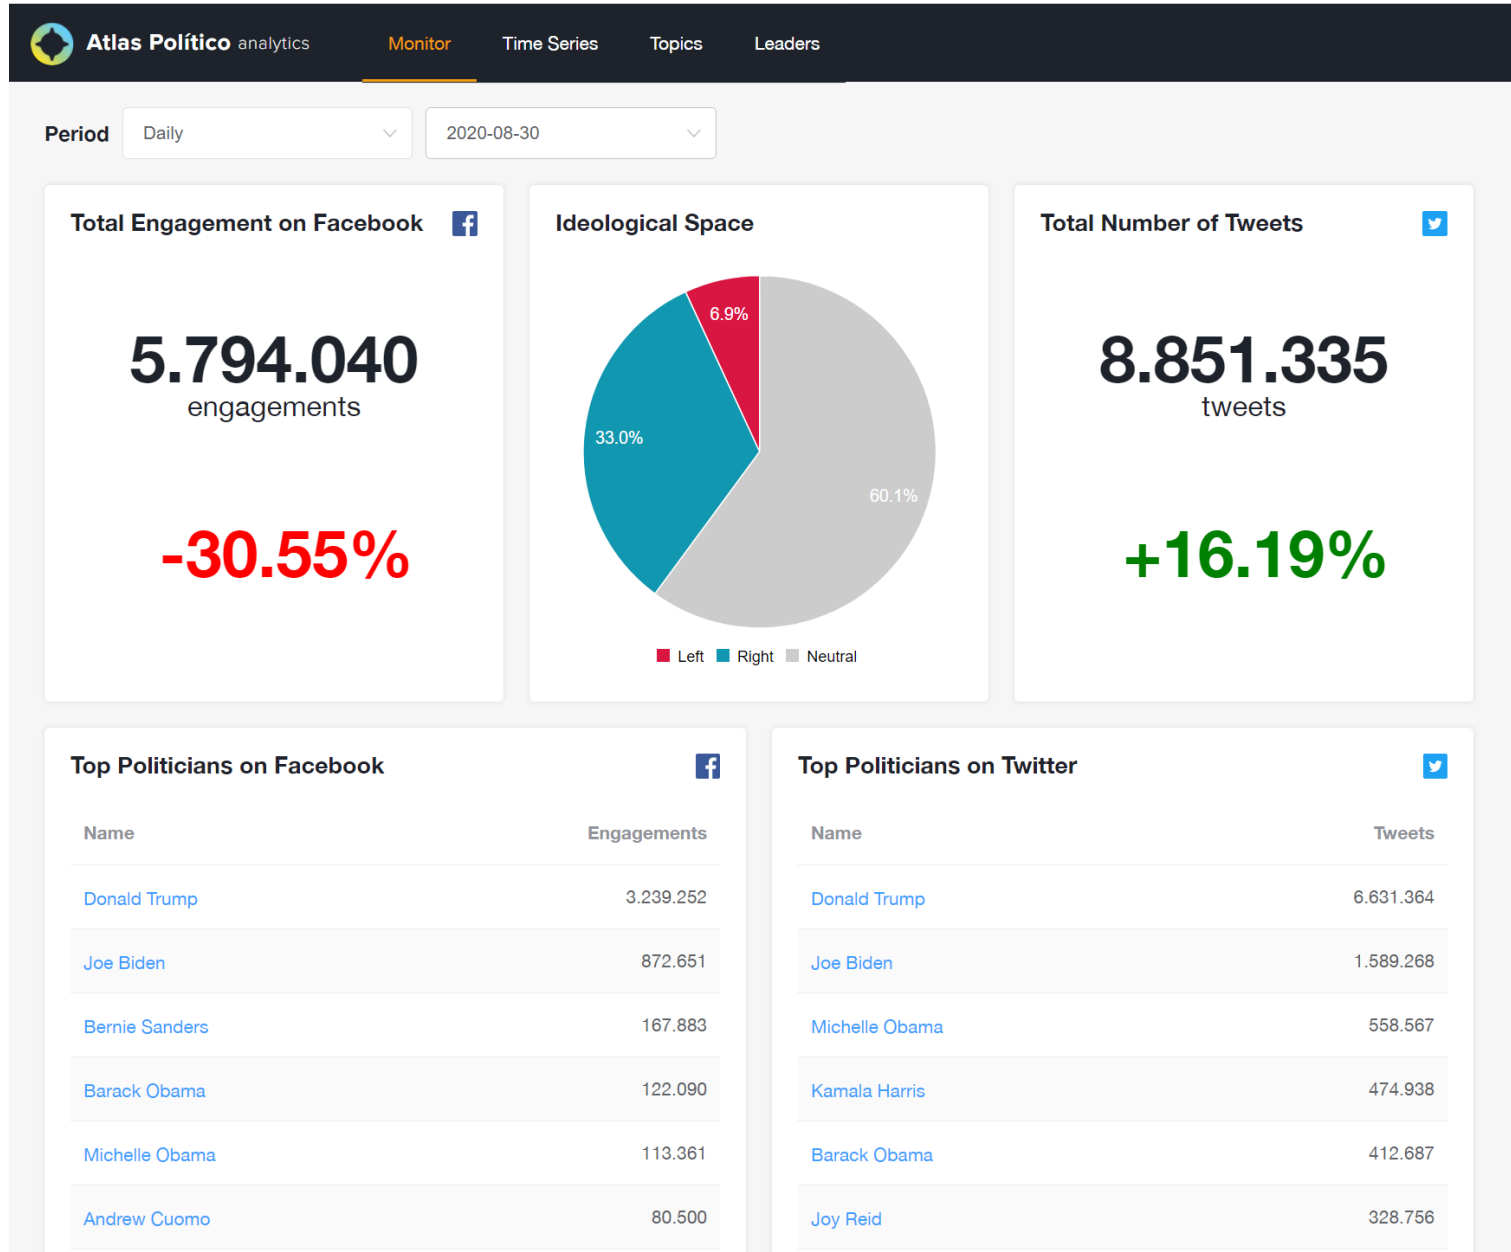 Atlas Político analytics
Monitor
Time Series
Topics
Leaders
Period
Daily
2020-08-30
Total Engagement on Facebook
5.794.040
engagements
-30.55%
Ideological Space
6.9%
33.0%
60.1%
Left Right Neutral
Total Number of Tweets
8.851.335
tweets
+16.19%
Top Politicians on Facebook
Name Engagements
Donald Trump 3.239.252
Joe Biden 872.651
Bernie Sanders 167.883
Barack Obama 122.090
Michelle Obama 113.361
Andrew Cuomo 80.500
Top Politicians on Twitter
Name Tweets
Donald Trump 6.631.364
Joe Biden 1.589.268
Michelle Obama 558.567
Kamala Harris 474.938
Barack Obama 412.687
Joy Reid 328.756